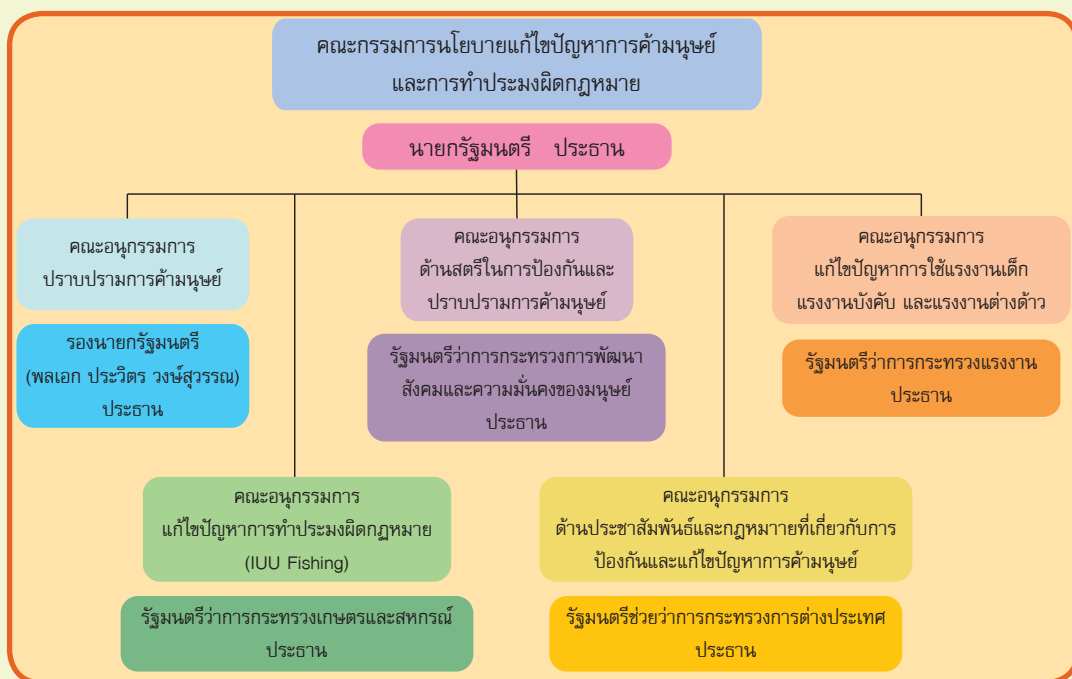 คณะกรรมการนโยบายแก้ไขปัญหาการค้ามนุษย์
และการทำประมงผิดกฎหมาย
นายกรัฐมนตรี ประธาน
คณะอนุกรรมการ
ปราบปรามการค้ามนุษย์
รองนายกรัฐมนตรี
(พลเอก ประวิตร วงษ์สุวรรณ)
ประธาน
คณะอนุกรรมการ
ด้านสตรีในการป้องกันและ
ปราบปรามการค้ามนุษย์
รัฐมนตรีว่าการกระทรวงการพัฒนา
สังคมและความมั่นคงของมนุษย์
ประธาน
คณะอนุกรรมการ
แก้ไขปัญหาการใช้แรงงานเด็ก
แรงงานบังคับ และแรงงานต่างด้าว
รัฐมนตรีว่าการกระทรวงแรงงาน
ประธาน
คณะอนุกรรมการ
แก้ไขปัญหาการทำประมงผิดกฏหมาย
(IUU Fishing)
รัฐมนตรีว่าการกระทรวงเกษตรและสหกรณ์
ประธาน
คณะอนุกรรมการ
ด้านประชาสัมพันธ์และกฎหมาายที่เกี่ยวกับการ
ป้องกันและแก้ไขปัญหาการค้ามนุษย์
รัฐมนตรีช่วยว่าการกระทรวงการต่างประเทศ
ประธาน